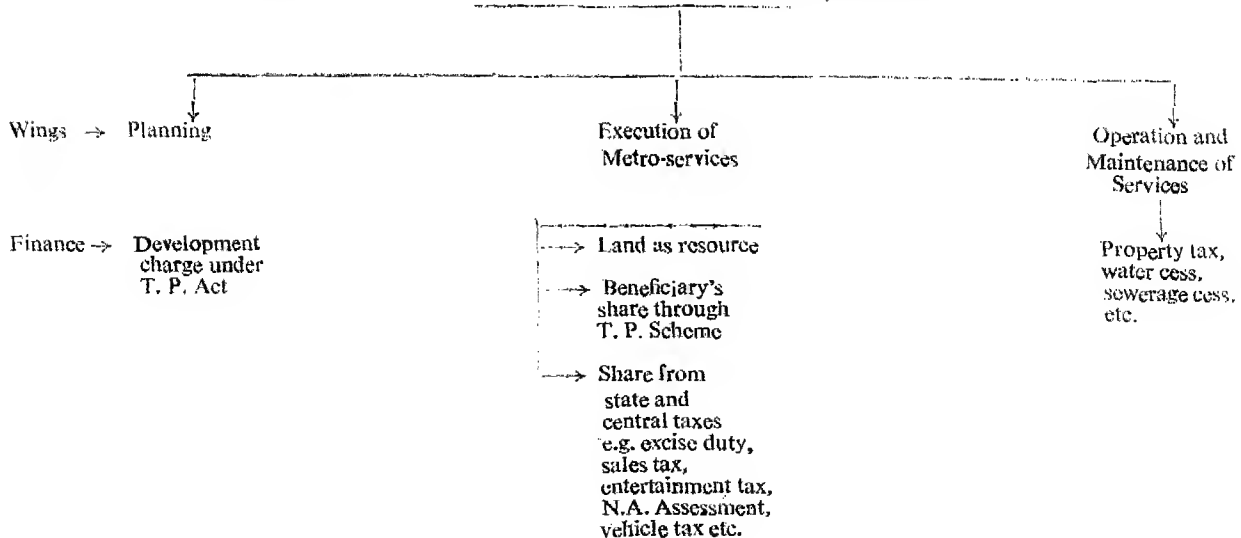 Wings → Planning
Execution of
Metro-services
Operation and
Maintenance of
Services
Finance → Development
charge under
T. P. Act
Land as resource
Beneficiary's
share through
T. P. Scheme
Share from
state and
central taxes
e.g. excise duty,
sales tax,
entertainment tax,
N.A. Assessment,
vehicle tax etc.
Property tax,
water cess,
sewerage cess,
etc.